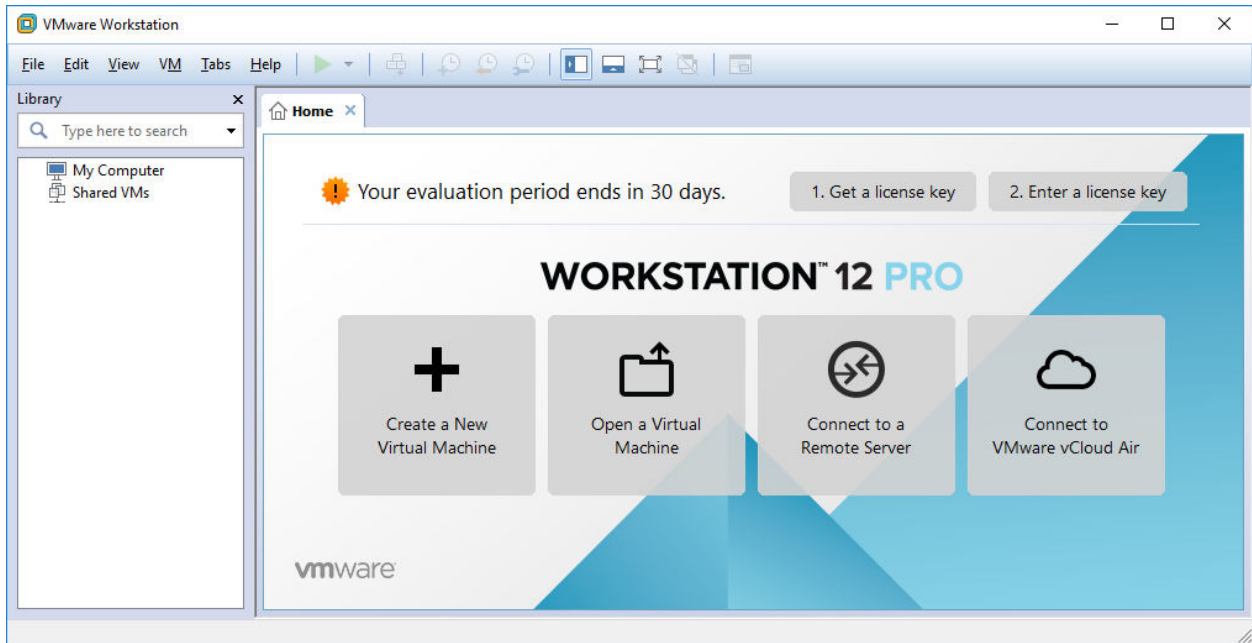 VMware Workstation
File Edit View VM Tabs Help
Library
Type here to search
My Computer
Shared VMs
Home
Your evaluation period ends in 30 days.
1. Get a license key
2. Enter a license key
WORKSTATION™ 12 PRO
Create a New
Virtual Machine
Open a Virtual
Machine
Connect to a
Remote Server
Connect to
VMware vCloud Air
vmware